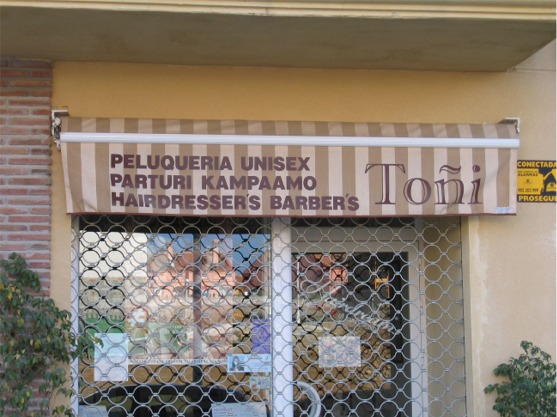 PELUQUERIA UNISEX
PARTURI KAMPAAMO
HAIRDRESSER'S BARBER'S
Toñi
CONECTADA
PROSEGUR